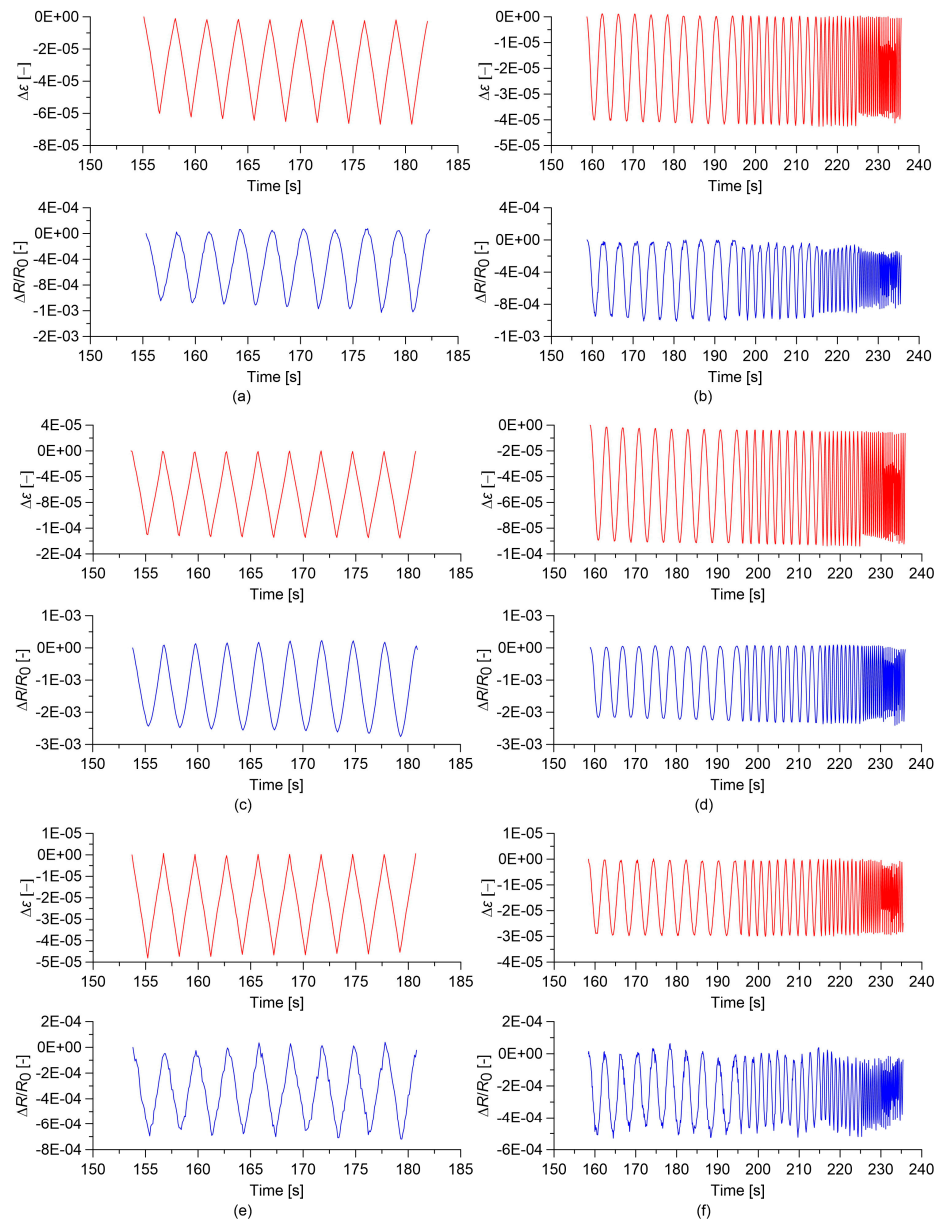 0E+00
-2E-05
-4E-05
-6E-05
-8E-05
Δε [−]
150 155 160 165 170 175 180 185
Time [s]
0E+00
-1E-05
-2E-05
-3E-05
-4E-05
-5E-05
Δε [−]
150 160 170 180 190 200 210 220 230 240
Time [s]
4E-04
0E+00
-4E-04
-8E-04
-1E-03
-2E-03
ΔR/R0 [-]
150 155 160 165 170 175 180 185
Time [s]
(a)
4E-04
0E+00
-4E-04
-8E-04
-1E-03
ΔR/R0 [-]
150 160 170 180 190 200 210 220 230 240
Time [s]
(b)
4E-05
0E+00
-4E-05
-8E-05
-1E-04
-2E-04
Δε [−]
150 155 160 165 170 175 180 185
Time [s]
0E+00
-2E-05
-4E-05
-6E-05
-8E-05
-1E-04
Δε [−]
150 160 170 180 190 200 210 220 230 240
Time [s]
1E-03
0E+00
-1E-03
-2E-03
-3E-03
ΔR/R0 [-]
150 155 160 165 170 175 180 185
Time [s]
(c)
1E-03
0E+00
-1E-03
-2E-03
-3E-03
ΔR/R0 [-]
150 160 170 180 190 200 210 220 230 240
Time [s]
(d)
1E-05
0E+00
-1E-05
-2E-05
-3E-05
-4E-05
-5E-05
Δε [−]
150 155 160 165 170 175 180 185
Time [s]
1E-05
0E+00
-1E-05
-2E-05
-3E-05
-4E-05
Δε [−]
150 160 170 180 190 200 210 220 230 240
Time [s]
2E-04
0E+00
-2E-04
-4E-04
-6E-04
-8E-04
ΔR/R0 [-]
150 155 160 165 170 175 180 185
Time [s]
(e)
2E-04
0E+00
-2E-04
-4E-04
-6E-04
ΔR/R0 [-]
150 160 170 180 190 200 210 220 230 240
Time [s]
(f)